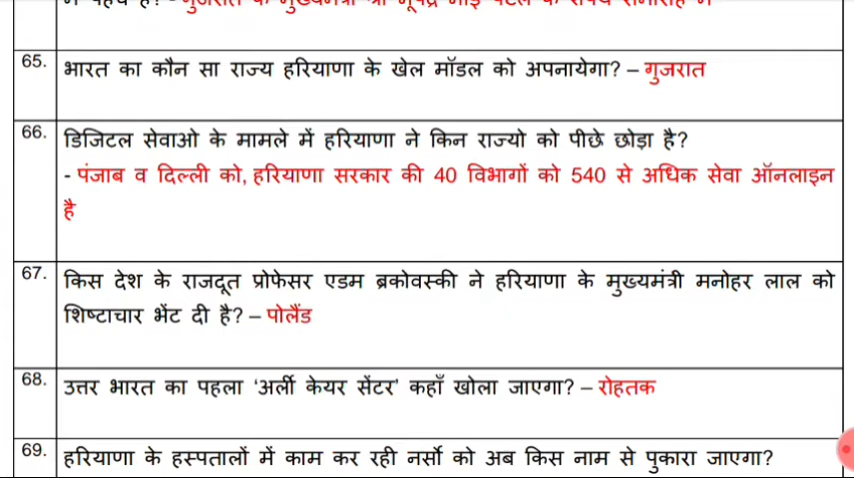 65. भारत का कौन सा राज्य हरियाणा के खेल मॉडल को अपनायेगा? – गुजरात
66. डिजिटल सेवाओ के मामले में हरियाणा ने किन राज्यो को पीछे छोड़ा है?
- पंजाब व दिल्ली को, हरियाणा सरकार की 40 विभागों को 540 से अधिक सेवा ऑनलाइन
है
67. किस देश के राजदूत प्रोफेसर एडम ब्रकोवस्की ने हरियाणा के मुख्यमंत्री मनोहर लाल को
शिष्टाचार भेंट दी है? – पोलैंड
68. उत्तर भारत का पहला ‘अर्ली केयर सेंटर’ कहाँ खोला जाएगा? – रोहतक
69. हरियाणा के हस्पतालों में काम कर रही नर्सो को अब किस नाम से पुकारा जाएगा?